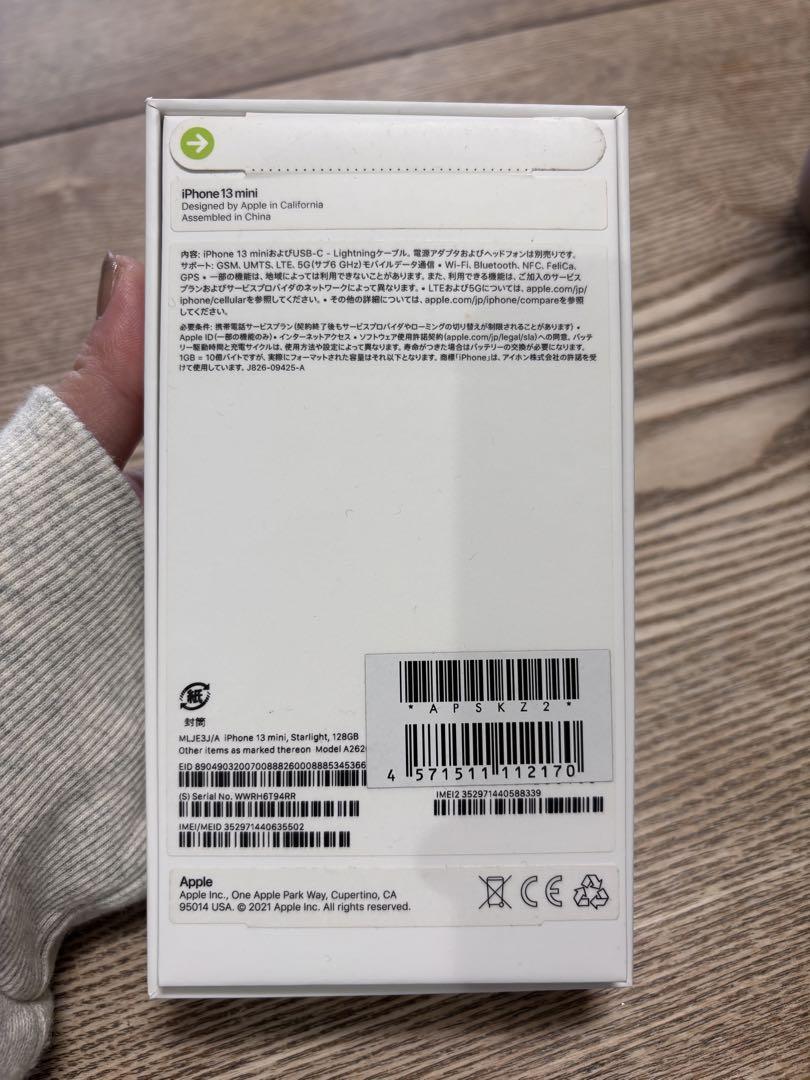 iPhone 13 mini
Designed by Apple in California
Assembled in China
内容: iPhone 13 miniおよびUSB-C - Lightningケーブル。電源アダプタおよびヘッドフォンは別売りです。
サポート: GSM、UMTS、LTE、5G(サブ6 GHz)モバイルデータ通信 • Wi-Fi、Bluetooth、NFC、FeliCa、
GPS • 一部の機能は、地域によっては利用できないことがあります。また、利用できる機能は、ご加入のサービス
プランおよびサービスプロバイダのネットワークによって異なります。• LTEおよび5Gについては、apple.com/jp/
iphone/cellularを参照してください。• その他の詳細については、apple.com/jp/iphone/compareを参照
してください。
必要条件: 携帯電話サービスプラン(契約終了後もサービスプロバイダやローミングの切り替えが制限されることがあります) •
Apple ID(一部の機能のみ) • インターネットアクセス • ソフトウェア使用許諾契約(apple.com/jp/legal/sla)への同意。バッテ
リー駆動時間と充電サイクルは、使用方法や設定によって異なります。寿命がつきた場合はバッテリーの交換が必要になります。
1GB = 10億バイトですが、実際にフォーマットされた容量はそれ以下となります。商標「iPhone」は、アイホン株式会社の許諾を受
けて使用しています。J826-09425-A
紙
封筒
*APSKZ2*
MLJE3J/A iPhone 13 mini, Starlight, 128GB
Other items as marked thereon Model A262
4 571511 112170
EID 89049032007008882600088853453 66
(S) Serial No. WWRH6T94RR
IMEI2 352971440588339
IMEI/MEID 352971440635502
Apple
Apple Inc., One Apple Park Way, Cupertino, CA
95014 USA. © 2021 Apple Inc. All rights reserved.
CE